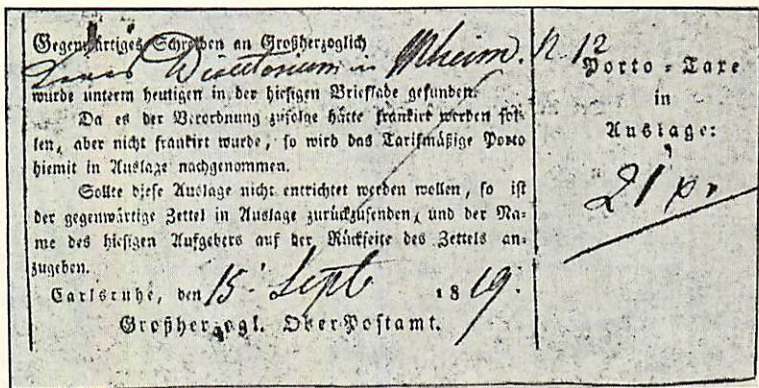 Gegenwärtiges Schreiben an Großherzoglich
Directorium in Mheim. N. 12
wurde unterm heutigen in der hiesigen Brieflade gefunden.
Da es der Verordnung zufolge hätte frankirt werden sol-
len, aber nicht frankirt wurde, so wird das Tarifmäßige Porto
hiemit in Auslage nachgenommen.
Sollte diese Auslage nicht entrichtet werden wollen, so ist
der gegenwärtige Zettel in Auslage zurückzusenden, und der Na-
me des hiesigen Aufgebers auf der Rückseite des Zettels an-
zugeben.
Carlsruhe, den 15. Sept 1819.
Großherzogl. OberPostamt.
Porto-Taxe
in
Auslage:
21 xr